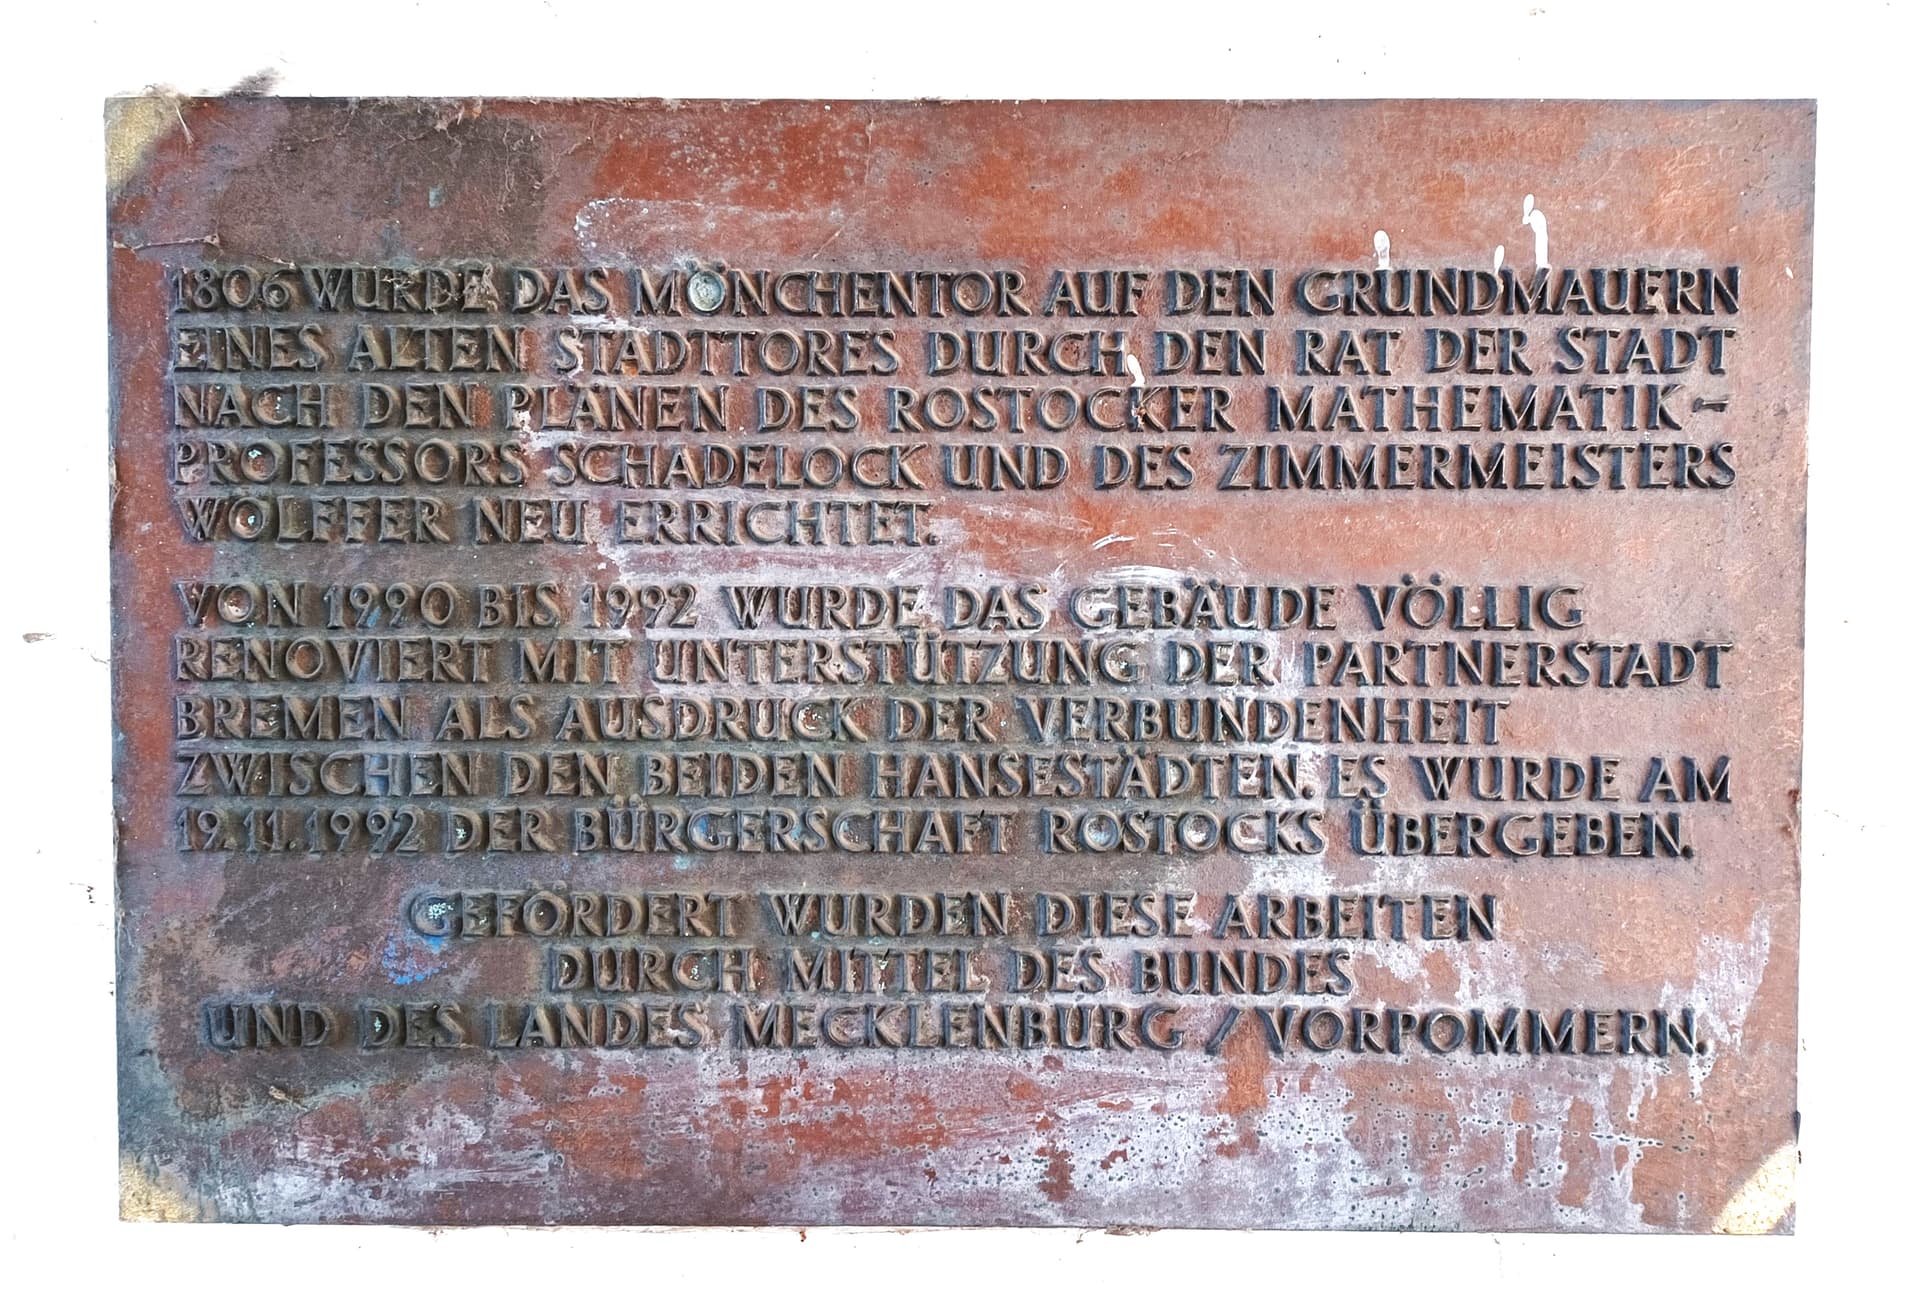 1806 WURDE DAS MÖNCHENTOR AUF DEN GRUNDMAUERN
EINES ALTEN STADTTORES DURCH DEN RAT DER STADT
NACH DEN PLÄNEN DES ROSTOCKER MATHEMATIK-
PROFESSORS SCHADELOCK UND DES ZIMMERMEISTERS
WOLFFER NEU ERRICHTET.
VON 1990 BIS 1992 WURDE DAS GEBÄUDE VÖLLIG
RENOVIERT MIT UNTERSTÜTZUNG DER PARTNERSTADT
BREMEN ALS AUSDRUCK DER VERBUNDENHEIT
ZWISCHEN DEN BEIDEN HANSESTÄDTEN. ES WURDE AM
19.11.1992 DER BÜRGERSCHAFT ROSTOCKS ÜBERGEBEN.
GEFÖRDERT WURDEN DIESE ARBEITEN
DURCH MITTEL DES BUNDES
UND DES LANDES MECKLENBURG / VORPOMMERN.